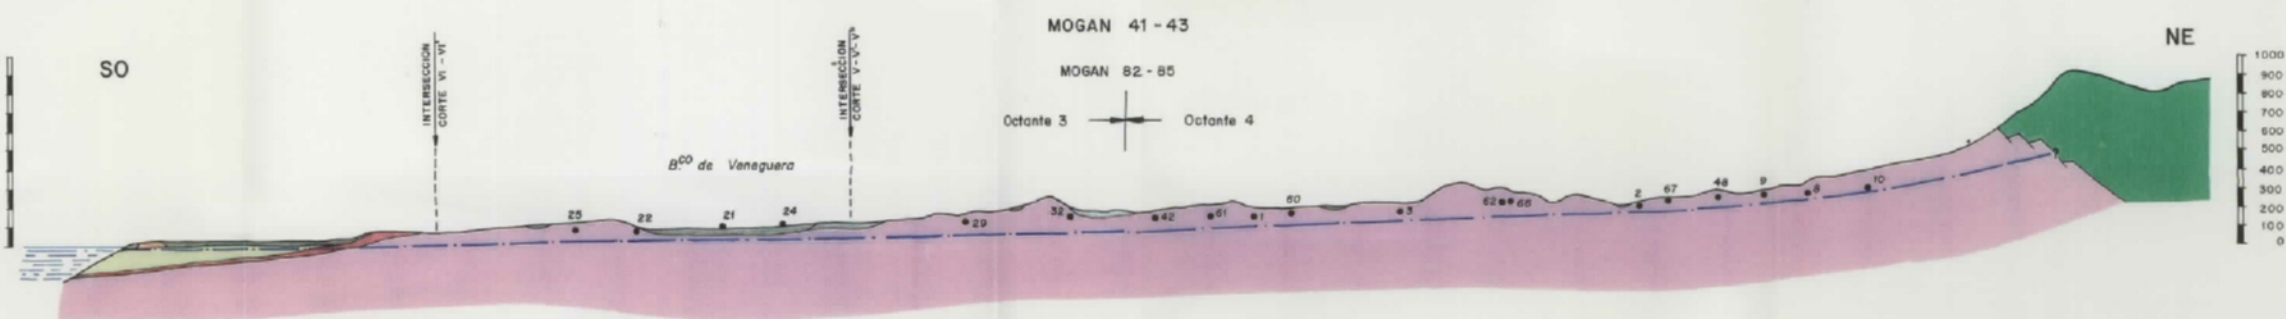 MOGAN 41 - 43
SO
NE
MOGAN 82 - 85
INTERSECCION
CORTE VI - VI'
INTERSECCION
CORTE V-V'-V"
Octante 3
Octante 4
B.co de Veneguera
1000
900
800
700
600
500
400
300
200
100
0
25
22
21
24
29
32
42
61
1
60
3
62
66
2
67
48
9
8
10